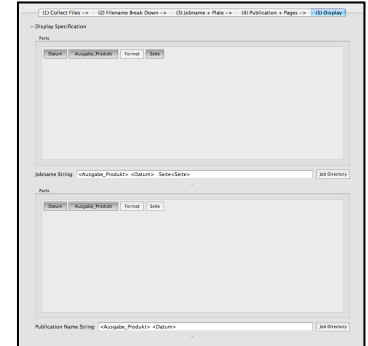 (1) Collect Files -> (2) Filename Break Down -> (3) Jobname + Plate -> (4) Publication + Pages -> (5) Display
Display Specification
Parts
Datum Ausgabe_Produkt Format Seite
Jobname String: <Ausgabe_Produkt> <Datum> Seite<Seite> Job Directory
Parts
Datum Ausgabe_Produkt Format Seite
Publication Name String: <Ausgabe_Produkt> <Datum> Job Directory